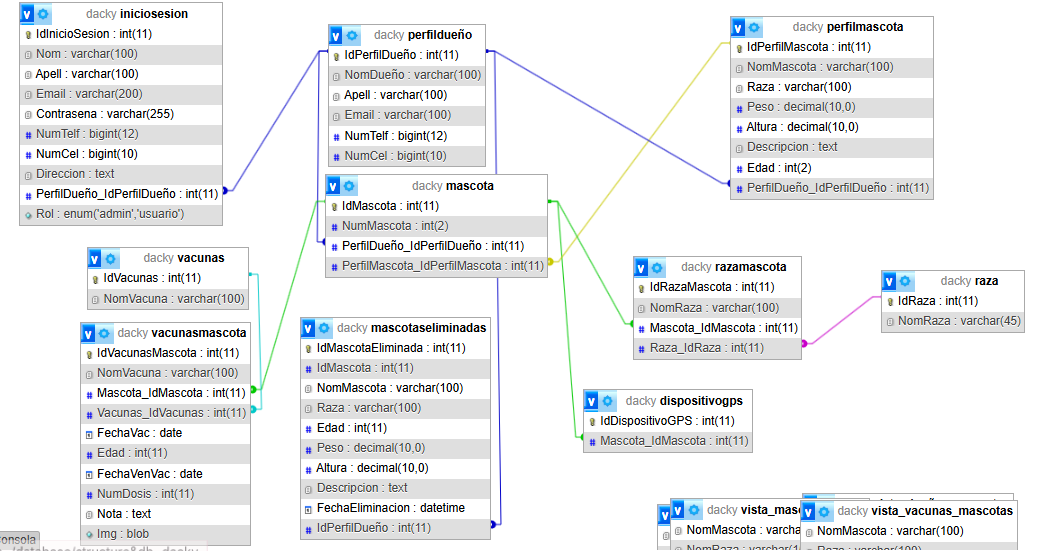 dacky iniciosesion
IdInicioSesion : int(11)
Nom : varchar(100)
Apell : varchar(100)
Email : varchar(200)
Contrasena : varchar(255)
NumTelf : bigint(12)
NumCel : bigint(10)
Direccion : text
PerfilDueño_IdPerfilDueño : int(11)
Rol : enum('admin','usuario')
dacky perfildueño
IdPerfilDueño : int(11)
NomDueño : varchar(100)
Apell : varchar(100)
Email : varchar(100)
NumTelf : bigint(12)
NumCel : bigint(10)
dacky perfilmascota
IdPerfilMascota : int(11)
NomMascota : varchar(100)
Raza : varchar(100)
Peso : decimal(10,0)
Altura : decimal(10,0)
Descripcion : text
Edad : int(2)
PerfilDueño_IdPerfilDueño : int(11)
dacky mascota
IdMascota : int(11)
NumMascota : int(2)
PerfilDueño_IdPerfilDueño : int(11)
PerfilMascota_IdPerfilMascota : int(11)
dacky vacunas
IdVacunas : int(11)
NomVacuna : varchar(100)
dacky razamascota
IdRazaMascota : int(11)
NomRaza : varchar(100)
Mascota_IdMascota : int(11)
Raza_IdRaza : int(11)
dacky raza
IdRaza : int(11)
NomRaza : varchar(45)
dacky vacunasmascota
IdVacunasMascota : int(11)
NomVacuna : varchar(100)
Mascota_IdMascota : int(11)
Vacunas_IdVacunas : int(11)
FechaVac : date
Edad : int(11)
FechaVenVac : date
NumDosis : int(11)
Nota : text
Img : blob
dacky mascotaseliminadas
IdMascotaEliminada : int(11)
IdMascota : int(11)
NomMascota : varchar(100)
Raza : varchar(100)
Edad : int(11)
Peso : decimal(10,0)
Altura : decimal(10,0)
Descripcion : text
FechaEliminacion : datetime
IdPerfilDueño : int(11)
dacky dispositivogps
IdDispositivoGPS : int(11)
Mascota_IdMascota : int(11)
dacky vista_masc
NomMascota : varcha
dacky vista_vacunas_mascotas
NomMascota : varchar(100)
onsola